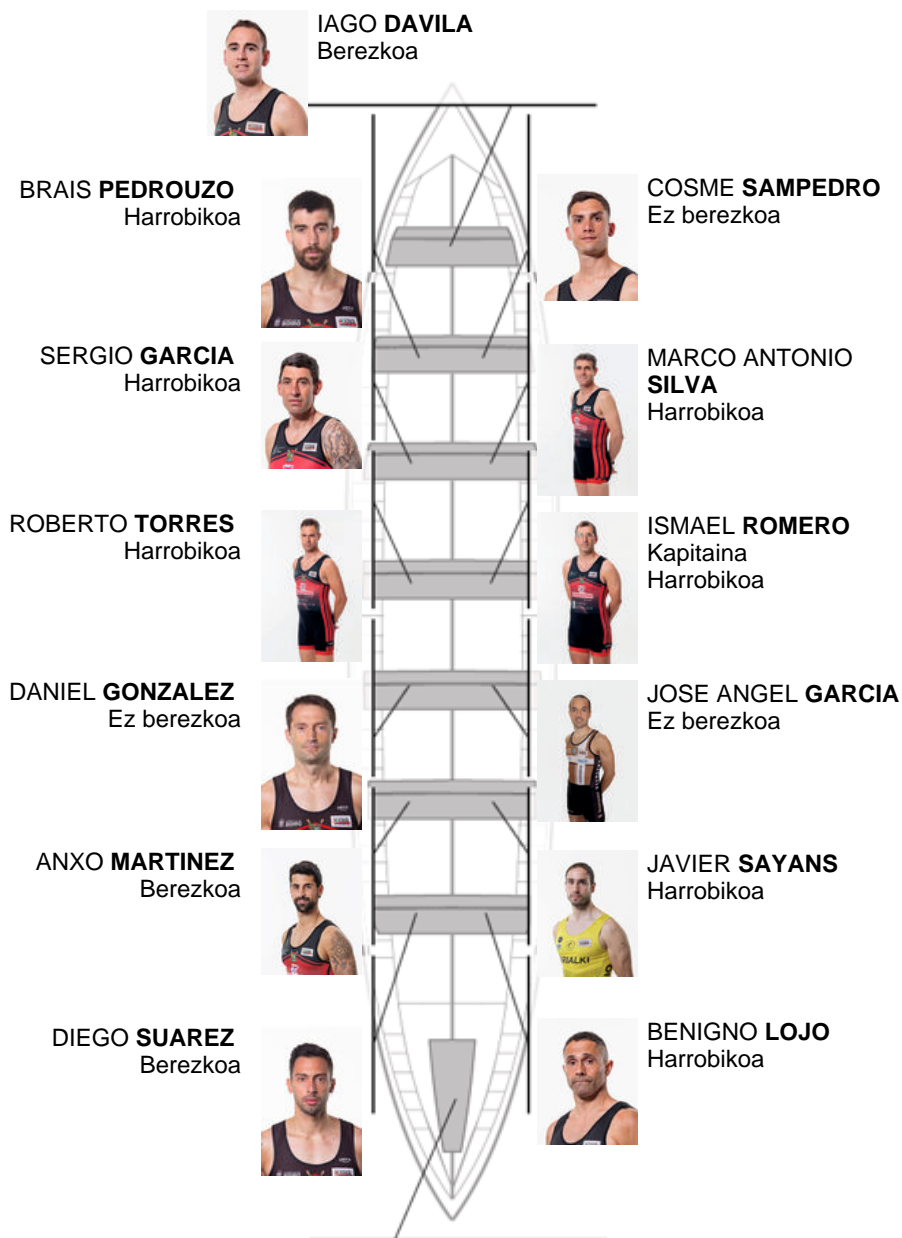 IAGO DAVILA
Berezkoa
BRAIS PEDROUZO
Harrobikoa
COSME SAMPEDRO
Ez berezkoa
SERGIO GARCIA
Harrobikoa
MARCO ANTONIO
SILVA
Harrobikoa
ROBERTO TORRES
Harrobikoa
ISMAEL ROMERO
Kapitaina
Harrobikoa
DANIEL GONZALEZ
Ez berezkoa
JOSE ANGEL GARCIA
Ez berezkoa
ANXO MARTINEZ
Berezkoa
JAVIER SAYANS
Harrobikoa
DIEGO SUAREZ
Berezkoa
BENIGNO LOJO
Harrobikoa